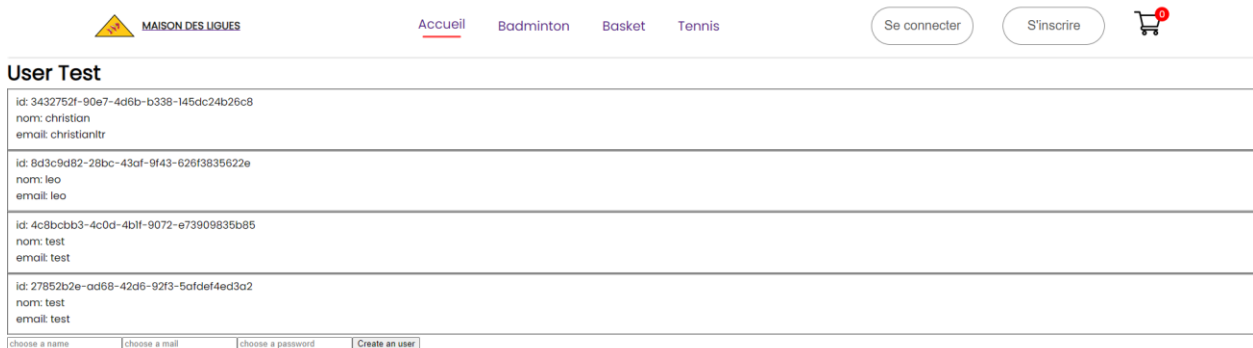 MAISON DES LIGUES
Accueil Badminton Basket Tennis
Se connecter S'inscrire 0
User Test
id: 3432752f-90e7-4d6b-b338-145dc24b26c8
nom: christian
email: christianltr
id: 8d3c9d82-28bc-43af-9f43-626f3835622e
nom: leo
email: leo
id: 4c8bcbb3-4c0d-4b1f-9072-e73909835b85
nom: test
email: test
id: 27852b2e-ad68-42d6-92f3-5afdef4ed3a2
nom: test
email: test
choose a name choose a mail choose a password Create an user